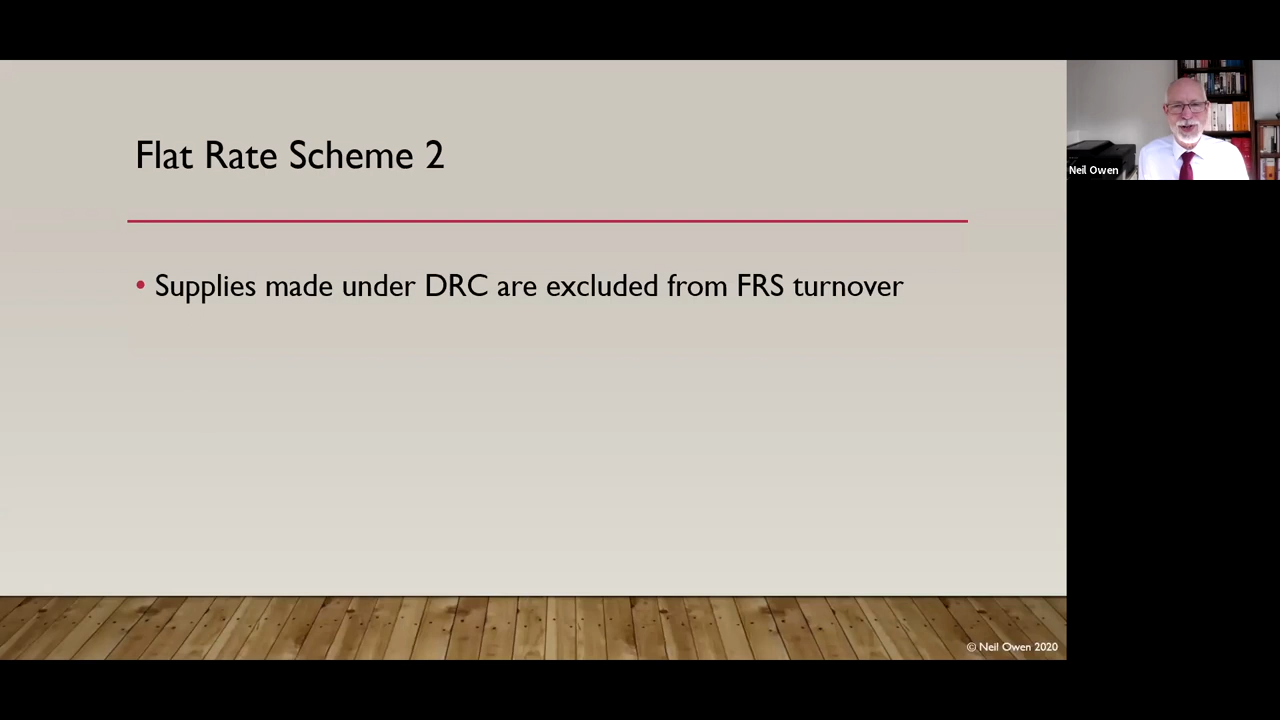 Flat Rate Scheme 2
• Supplies made under DRC are excluded from FRS turnover
© Neil Owen 2020
Neil Owen